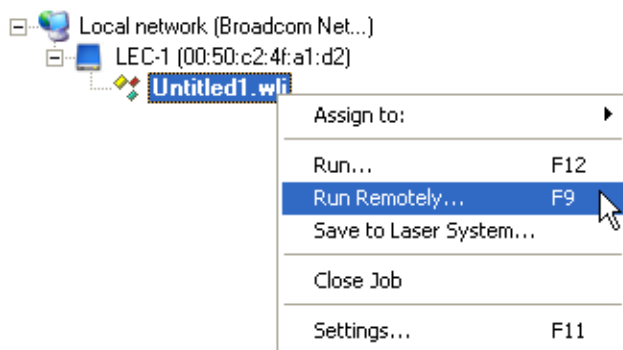 Local network (Broadcom Net...)
LEC-1 (00:50:c2:4f:a1:d2)
Untitled1.wli
Assign to:
Run... F12
Run Remotely... F9
Save to Laser System...
Close Job
Settings... F11